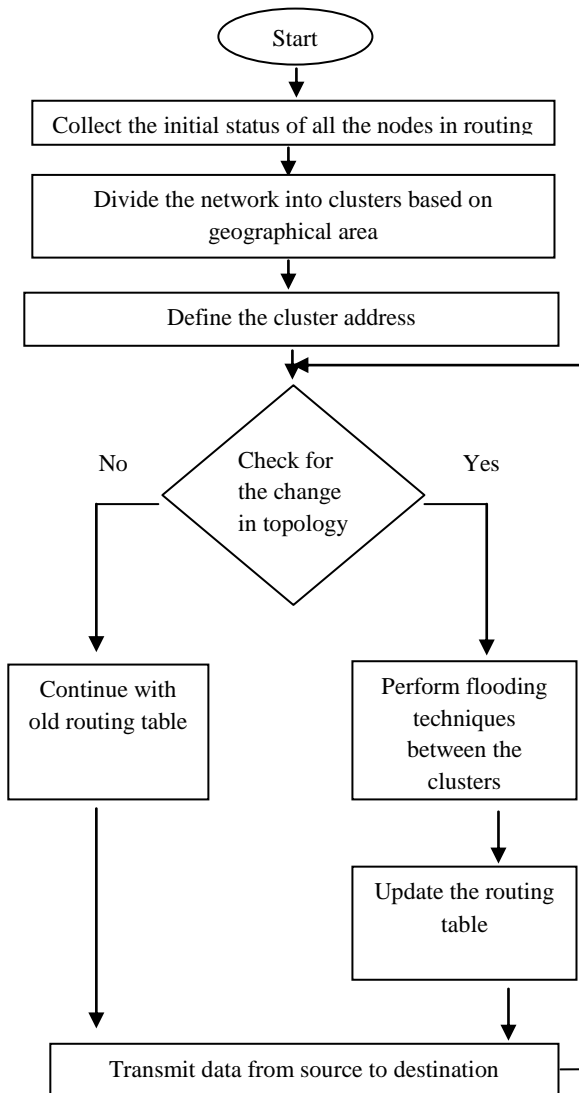 Start
Collect the initial status of all the nodes in routing
Divide the network into clusters based on
geographical area
Define the cluster address
No
Yes
Check for
the change
in topology
Continue with
old routing table
Perform flooding
techniques
between the
clusters
Update the routing
table
Transmit data from source to destination